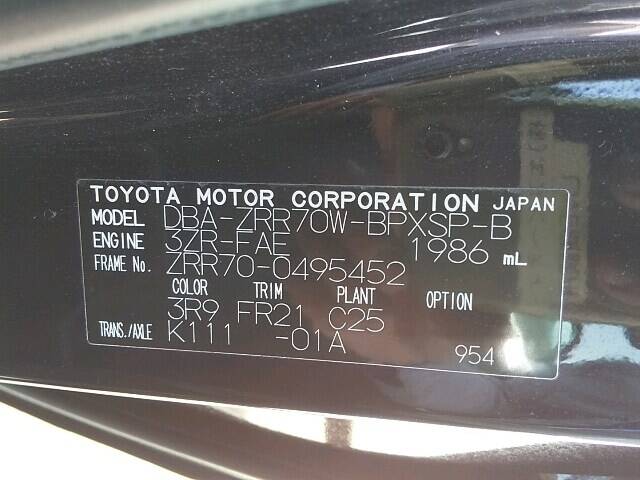 TOYOTA MOTOR CORPORATION JAPAN
MODEL DBA-ZRR70W-BPXSP-B
ENGINE 3ZR-FAE 1986 mL
FRAME No. ZRR70-0495452
COLOR TRIM PLANT OPTION
3R9 FR21 C25
TRANS./AXLE K111 -01A
954